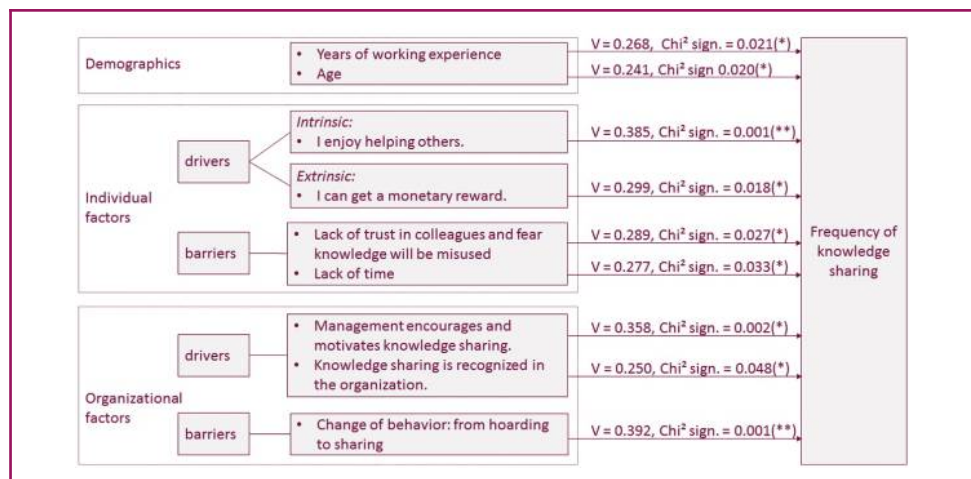 Demographics
• Years of working experience
• Age
V = 0.268, Chi² sign. = 0.021(*)
V = 0.241, Chi² sign 0.020(*)
Individual
factors
drivers
Intrinsic:
• I enjoy helping others.
V = 0.385, Chi² sign. = 0.001(**)
Extrinsic:
• I can get a monetary reward.
V = 0.299, Chi² sign. = 0.018(*)
barriers
• Lack of trust in colleagues and fear
knowledge will be misused
• Lack of time
V = 0.289, Chi² sign. = 0.027(*)
V = 0.277, Chi² sign. = 0.033(*)
Organizational
factors
drivers
• Management encourages and
motivates knowledge sharing.
• Knowledge sharing is recognized in
the organization.
V = 0.358, Chi² sign. = 0.002(*)
V = 0.250, Chi² sign. = 0.048(*)
barriers
• Change of behavior: from hoarding
to sharing
V = 0.392, Chi² sign. = 0.001(**)
Frequency of
knowledge
sharing